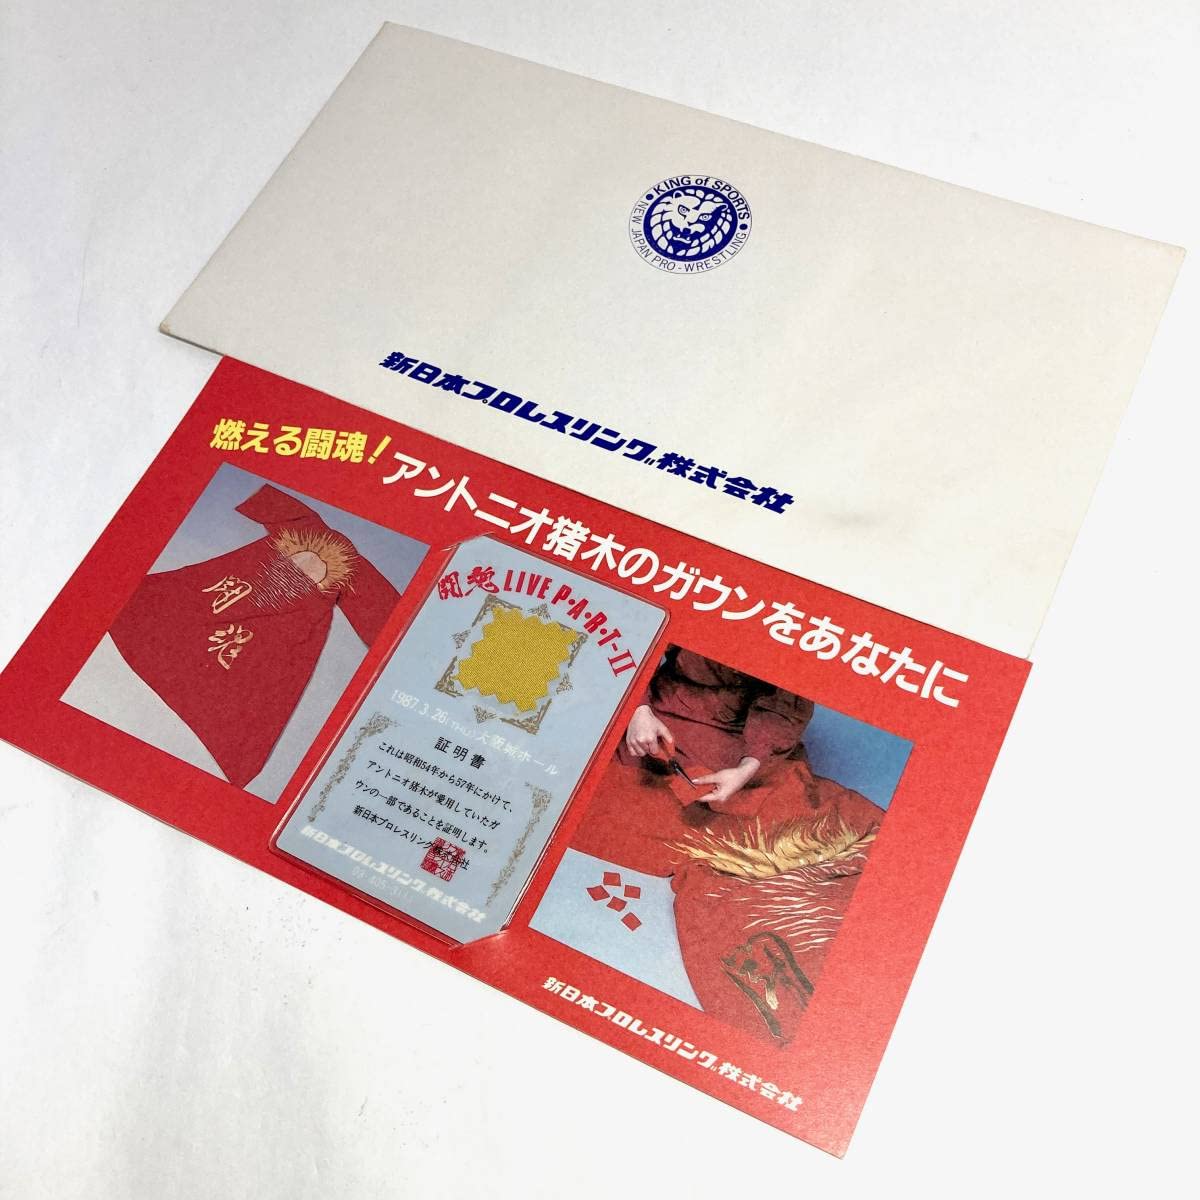 KING of SPORTS
NEW JAPAN PRO-WRESTLING
新日本プロレスリング株式会社
燃える闘魂!
アントニオ猪木のガウンをあなたに
闘魂
闘魂 LIVE P・A・R・T-II
1987.3.26(THU.)大阪城ホール
証明書
これは昭和54年から57年にかけて、
アントニオ猪木が愛用していたガ
ウンの一部であることを証明します。
新日本プロレスリング株式会社
新日本プロレスリング株式会社
闘
新日本プロレスリング株式会社